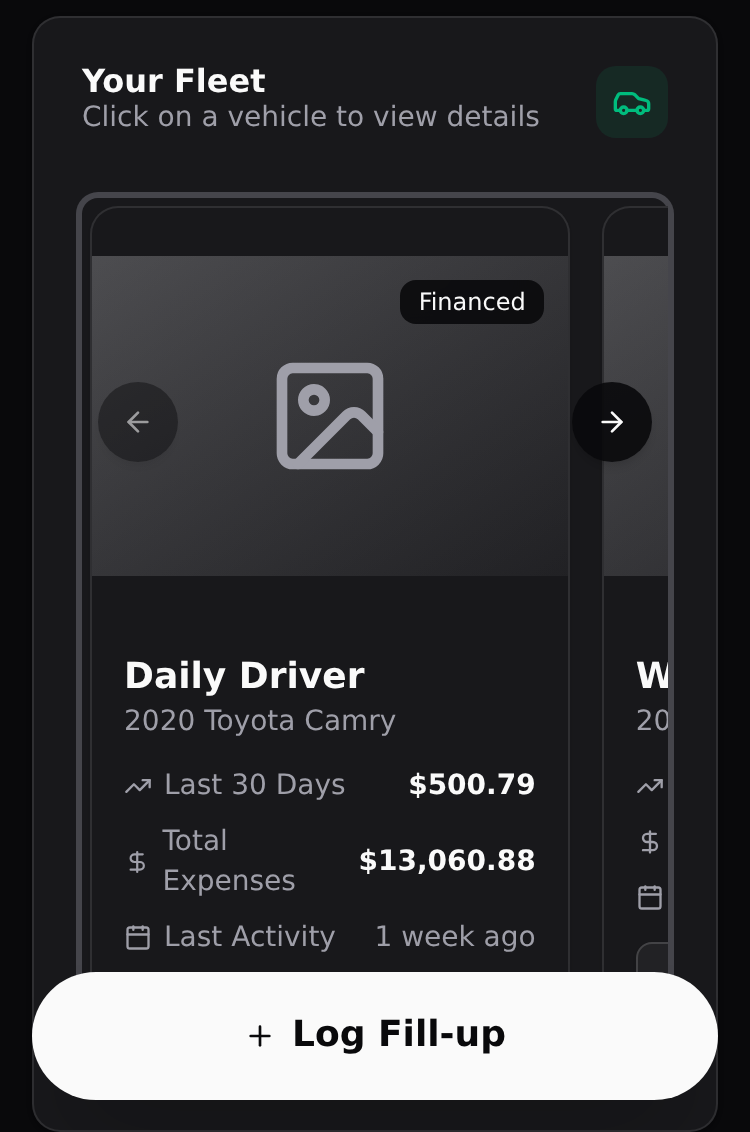 Your Fleet
Click on a vehicle to view details
Financed
Daily Driver
2020 Toyota Camry
Last 30 Days $500.79
Total Expenses $13,060.88
Last Activity 1 week ago
W
20
$
+ Log Fill-up